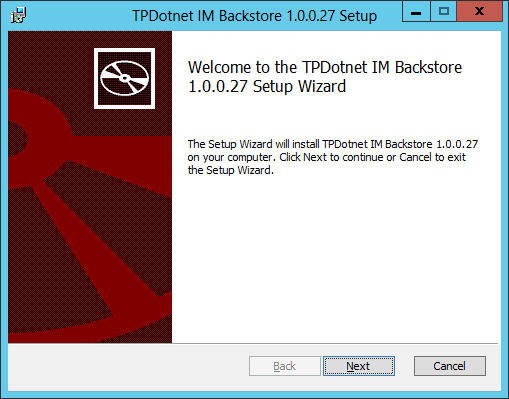 TPDotnet IM Backstore 1.0.0.27 Setup
Welcome to the TPDotnet IM Backstore
1.0.0.27 Setup Wizard
The Setup Wizard will install TPDotnet IM Backstore 1.0.0.27
on your computer. Click Next to continue or Cancel to exit
the Setup Wizard.
Back Next Cancel